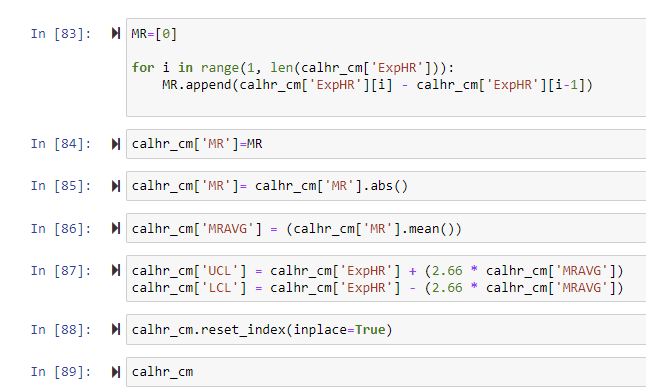 In [83]: MR=[0]
for i in range(1, len(calhr_cm['ExpHR'])):
    MR.append(calhr_cm['ExpHR'][i] - calhr_cm['ExpHR'][i-1])
In [84]: calhr_cm['MR']=MR
In [85]: calhr_cm['MR']= calhr_cm['MR'].abs()
In [86]: calhr_cm['MRAVG'] = (calhr_cm['MR'].mean())
In [87]: calhr_cm['UCL'] = calhr_cm['ExpHR'] + (2.66 * calhr_cm['MRAVG'])
calhr_cm['LCL'] = calhr_cm['ExpHR'] - (2.66 * calhr_cm['MRAVG'])
In [88]: calhr_cm.reset_index(inplace=True)
In [89]: calhr_cm